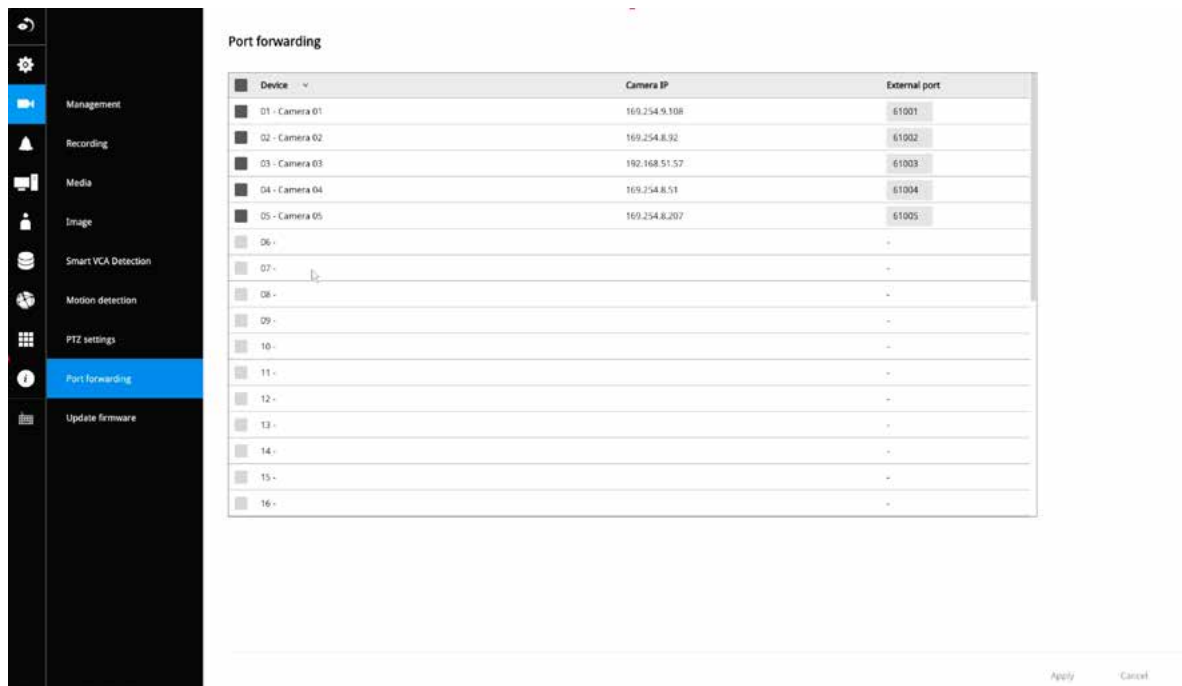 Port forwarding
Device Camera IP External port
01 - Camera 01 169.254.9.108 61001
02 - Camera 02 169.254.8.92 61002
03 - Camera 03 192.168.51.57 61003
04 - Camera 04 169.254.8.51 61004
05 - Camera 05 169.254.8.207 61005
06 - -
07 - -
08 - -
09 - -
10 - -
11 - -
12 - -
13 - -
14 - -
15 - -
16 - -
Management
Recording
Media
Image
Smart VCA Detection
Motion detection
PTZ settings
Port forwarding
Update firmware
Apply Cancel